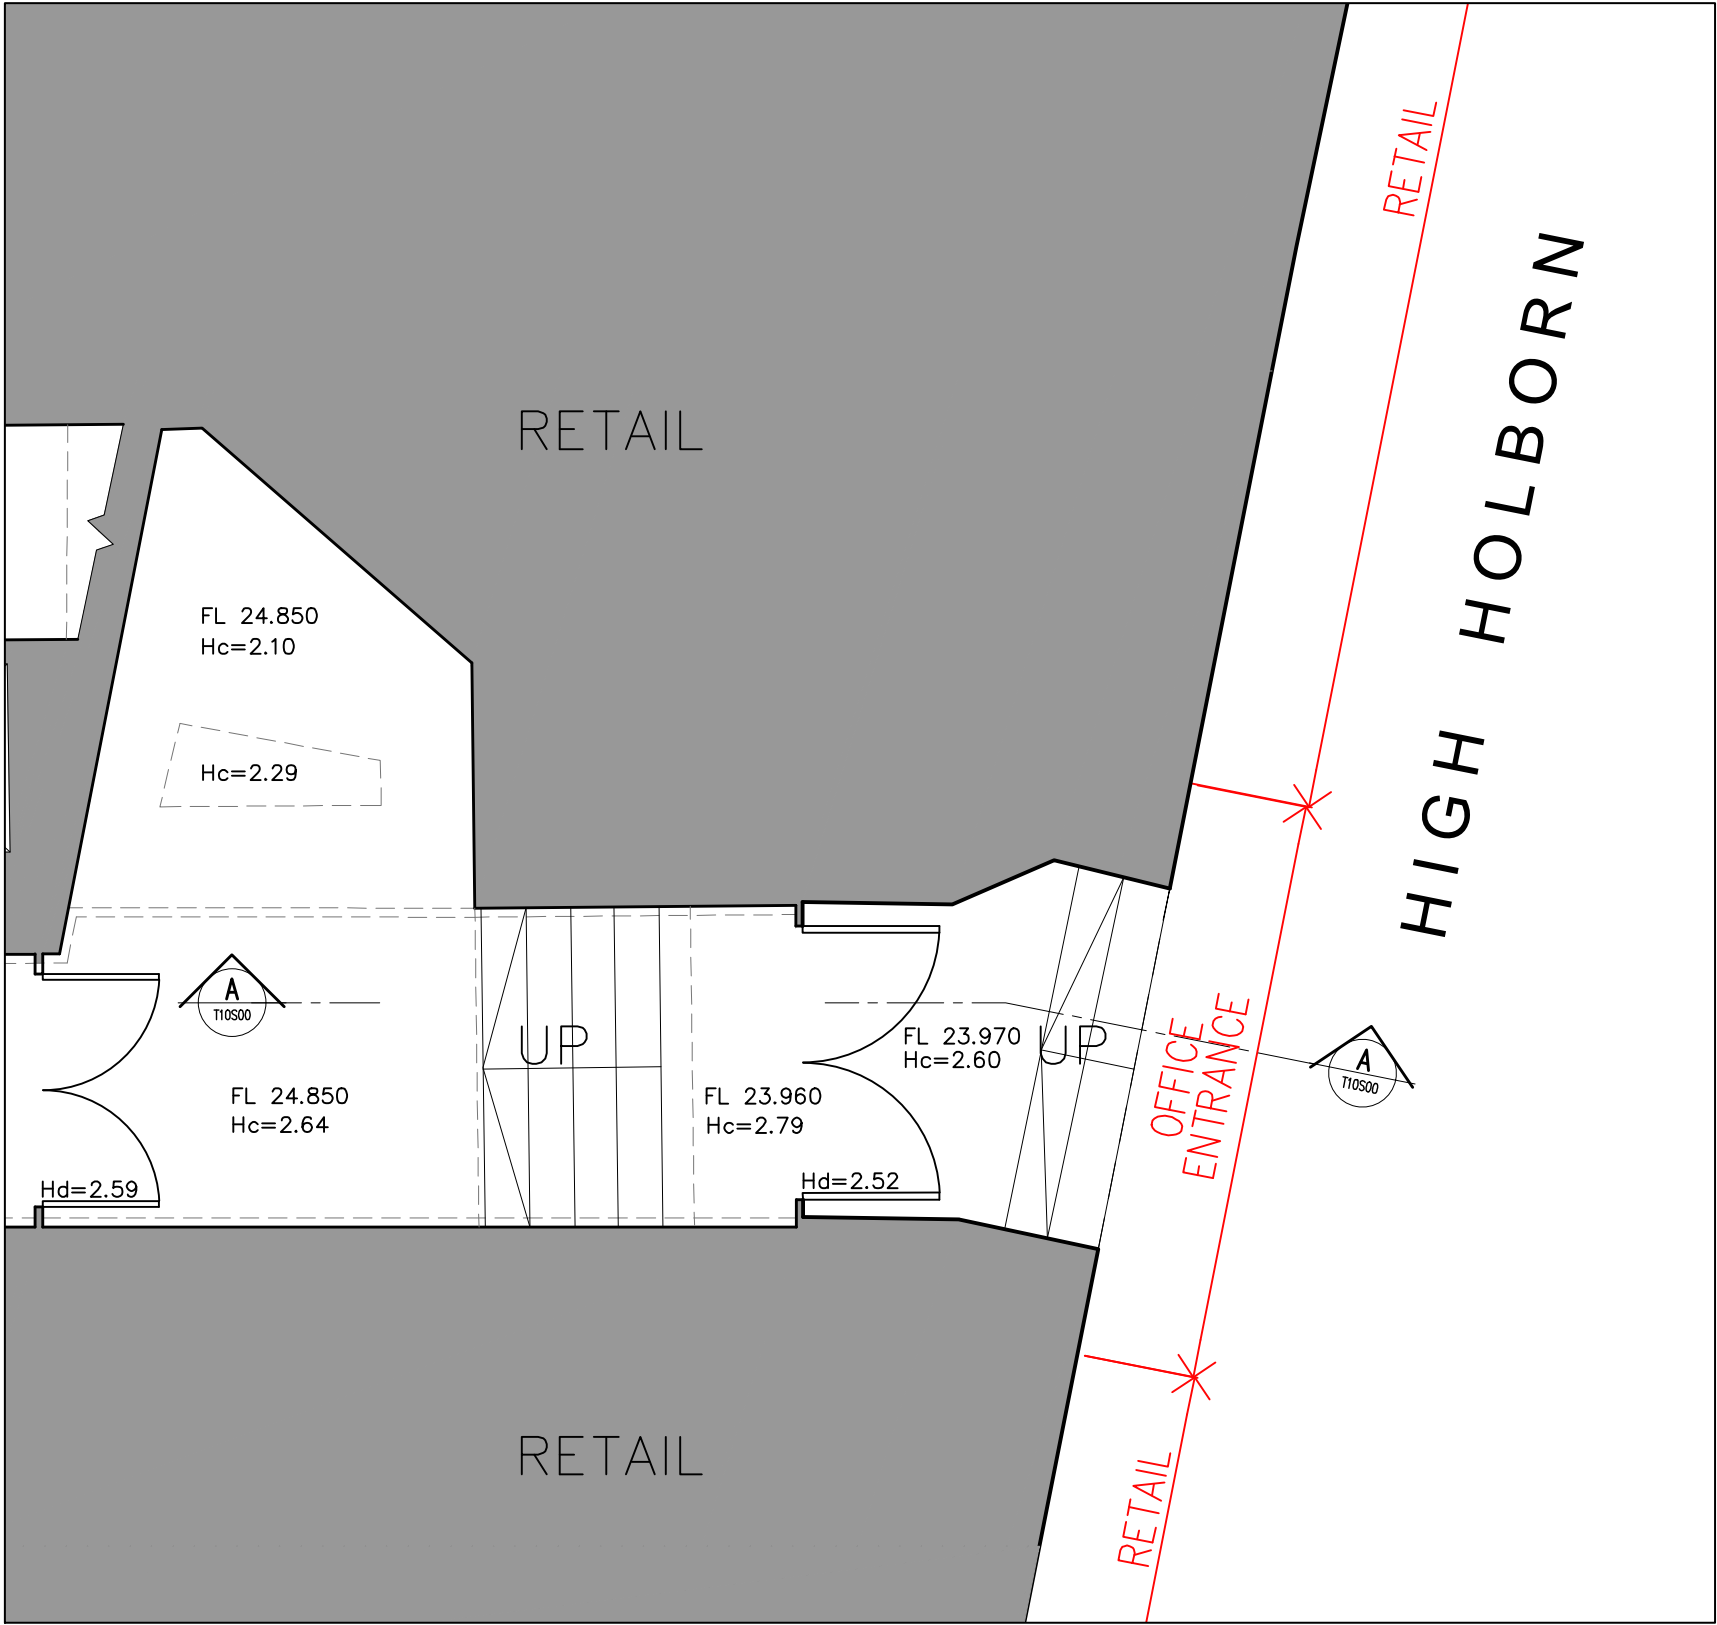 RETAIL
HIGH HOLBORN
RETAIL
FL 24.850
Hc=2.10
Hc=2.29
A
T10S00
UP
FL 23.970
Hc=2.60
UP
OFFICE
ENTRANCE
A
T10S00
FL 24.850
Hc=2.64
FL 23.960
Hc=2.79
Hd=2.59
Hd=2.52
RETAIL
RETAIL